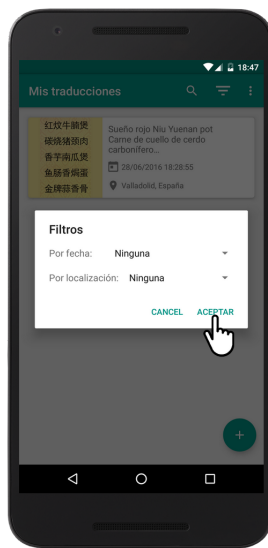 18:47
Mis traducciones
红炆牛腩煲
碳烧猪颈肉
香芋南瓜煲
鱼肠香焗蛋
金牌蒜香骨
Sueño rojo Niu Yuenan pot
Carne de cuello de cerdo
carbonífero...
28/06/2016 18:28:55
Valladolid, España
Filtros
Por fecha: Ninguna
Por localización: Ninguna
CANCEL ACEPTAR